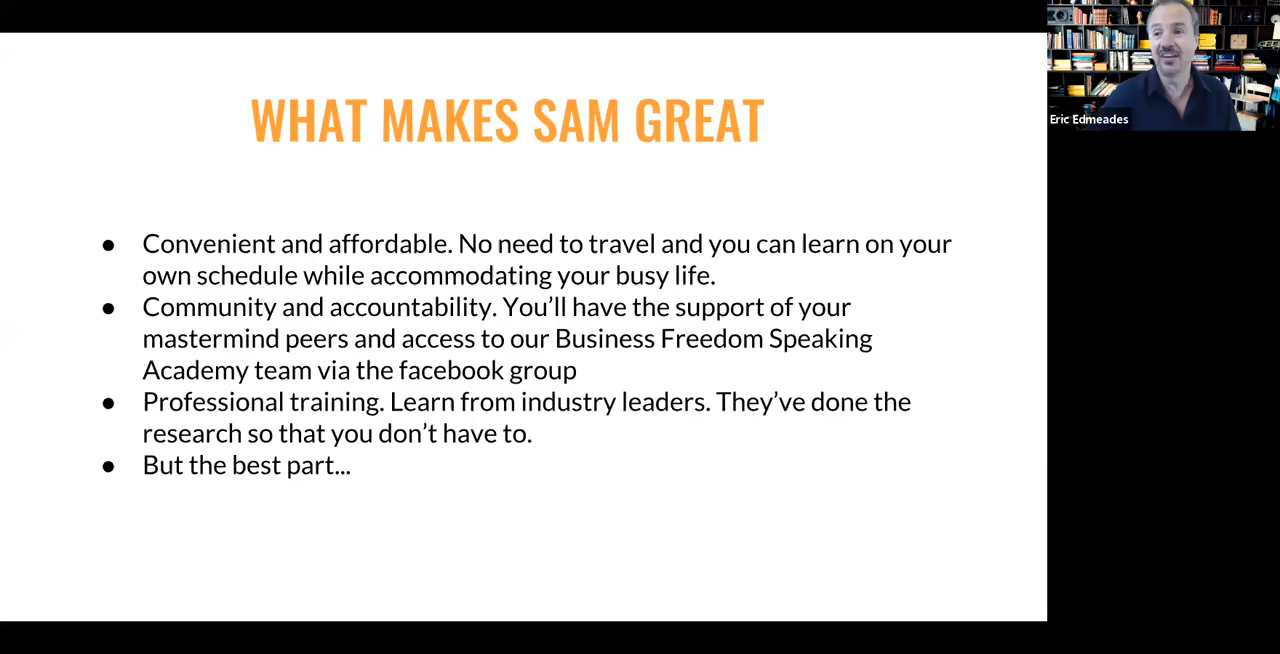 WHAT MAKES SAM GREAT
● Convenient and affordable. No need to travel and you can learn on your
own schedule while accommodating your busy life.
● Community and accountability. You’ll have the support of your
mastermind peers and access to our Business Freedom Speaking
Academy team via the facebook group
● Professional training. Learn from industry leaders. They’ve done the
research so that you don’t have to.
● But the best part...
Eric Edmeades